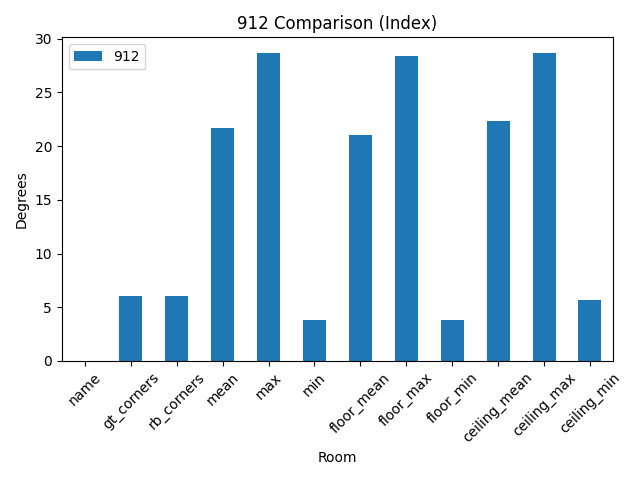 912 Comparison (Index)
912
Degrees
30
25
20
15
10
5
0
name
gt_corners
rb_corners
mean
max
min
floor_mean
floor_max
floor_min
ceiling_mean
ceiling_max
ceiling_min
Room